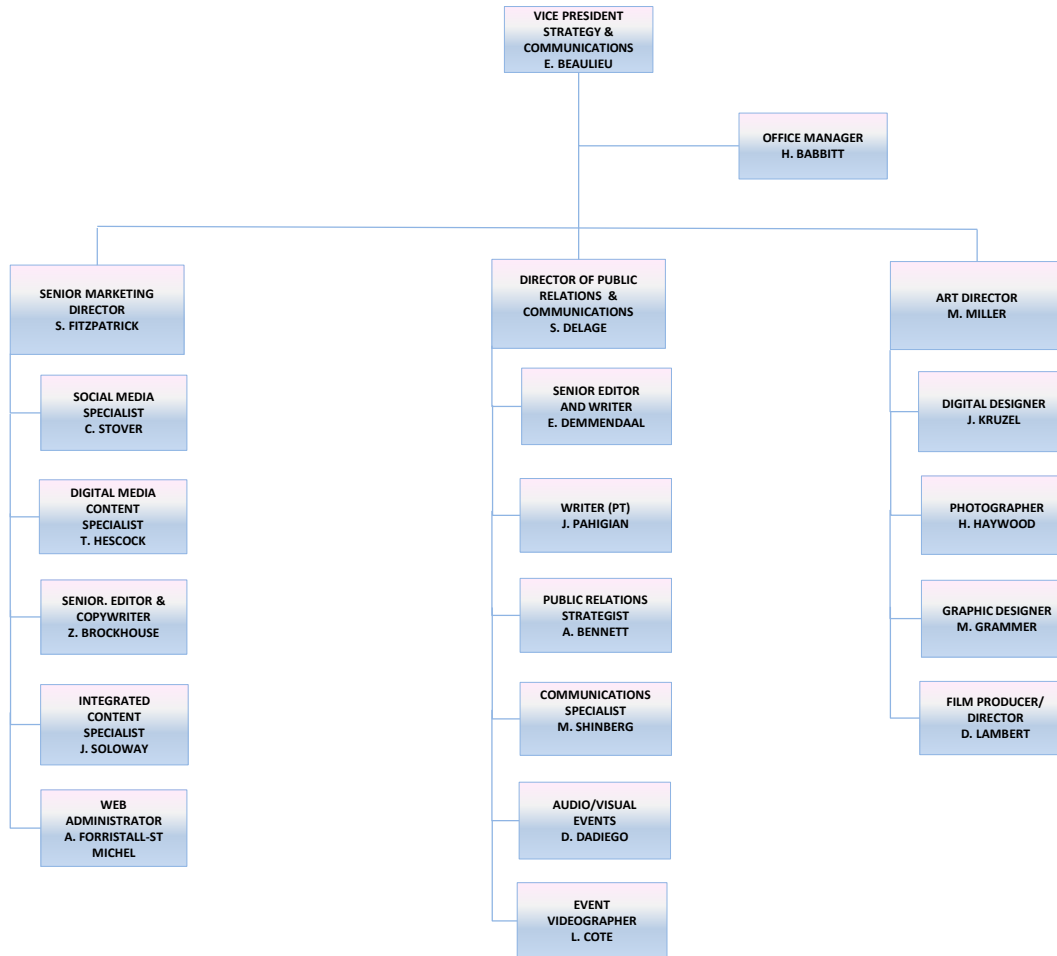 VICE PRESIDENT
STRATEGY &
COMMUNICATIONS
E. BEAULIEU
OFFICE MANAGER
H. BABBITT
SENIOR MARKETING
DIRECTOR
S. FITZPATRICK
SOCIAL MEDIA
SPECIALIST
C. STOVER
DIGITAL MEDIA
CONTENT
SPECIALIST
T. HESCOCK
SENIOR. EDITOR &
COPYWRITER
Z. BROCKHOUSE
INTEGRATED
CONTENT
SPECIALIST
J. SOLOWAY
WEB
ADMINISTRATOR
A. FORRISTALL-ST
MICHEL
DIRECTOR OF PUBLIC
RELATIONS &
COMMUNICATIONS
S. DELAGE
SENIOR EDITOR
AND WRITER
E. DEMMENDAAL
WRITER (PT)
J. PAHIGIAN
PUBLIC RELATIONS
STRATEGIST
A. BENNETT
COMMUNICATIONS
SPECIALIST
M. SHINBERG
AUDIO/VISUAL
EVENTS
D. DADIEGO
EVENT
VIDEOGRAPHER
L. COTE
ART DIRECTOR
M. MILLER
DIGITAL DESIGNER
J. KRUZEL
PHOTOGRAPHER
H. HAYWOOD
GRAPHIC DESIGNER
M. GRAMMER
FILM PRODUCER/
DIRECTOR
D. LAMBERT